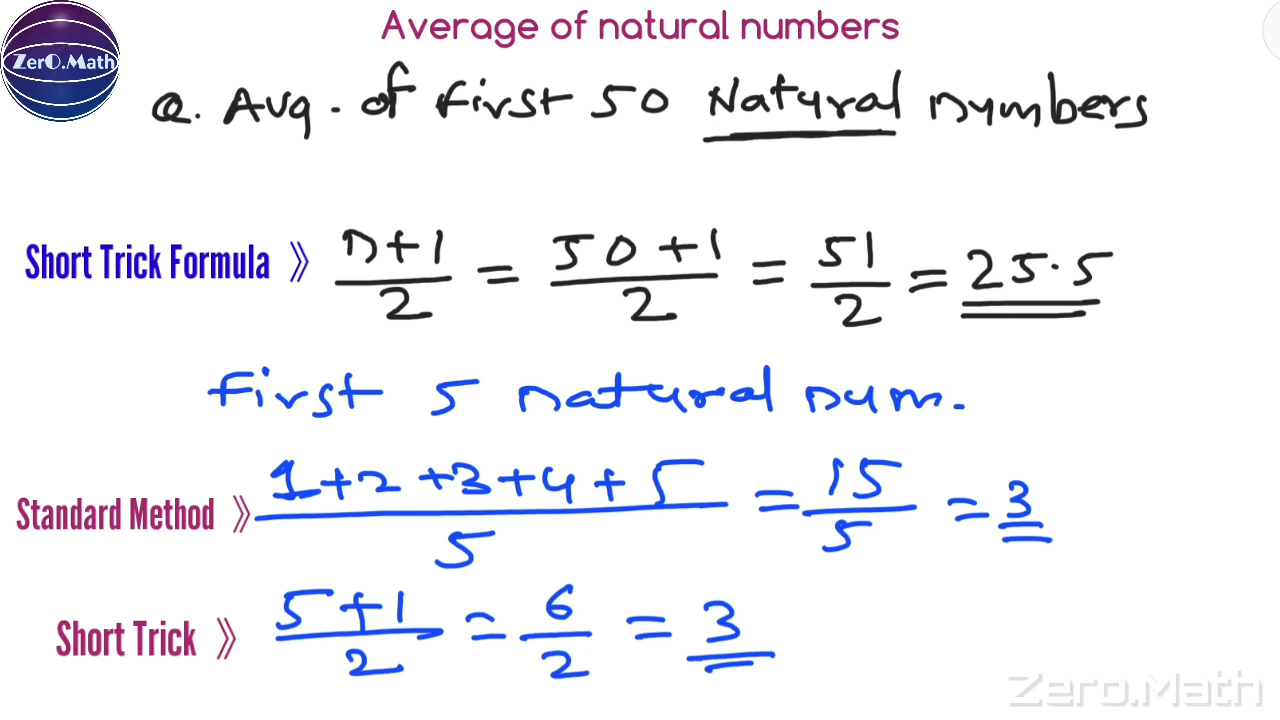 Average of natural numbers
ZerO.Math
Q. Avg. of first 50 Natural numbers
Short Trick Formula 》 n+1/2 = 50+1/2 = 51/2 = 25.5
first 5 natural num.
Standard Method 》 1+2+3+4+5/5 = 15/5 = 3
Short Trick 》 5+1/2 = 6/2 = 3
Zero.Math